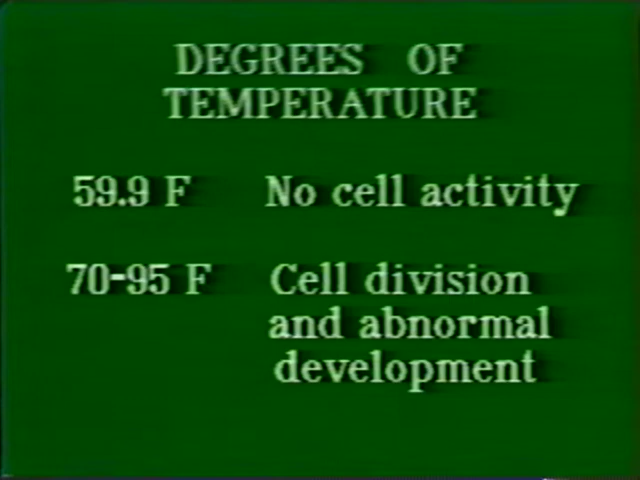 DEGREES OF
TEMPERATURE
59.9 F No cell activity
70-95 F Cell division
and abnormal
development